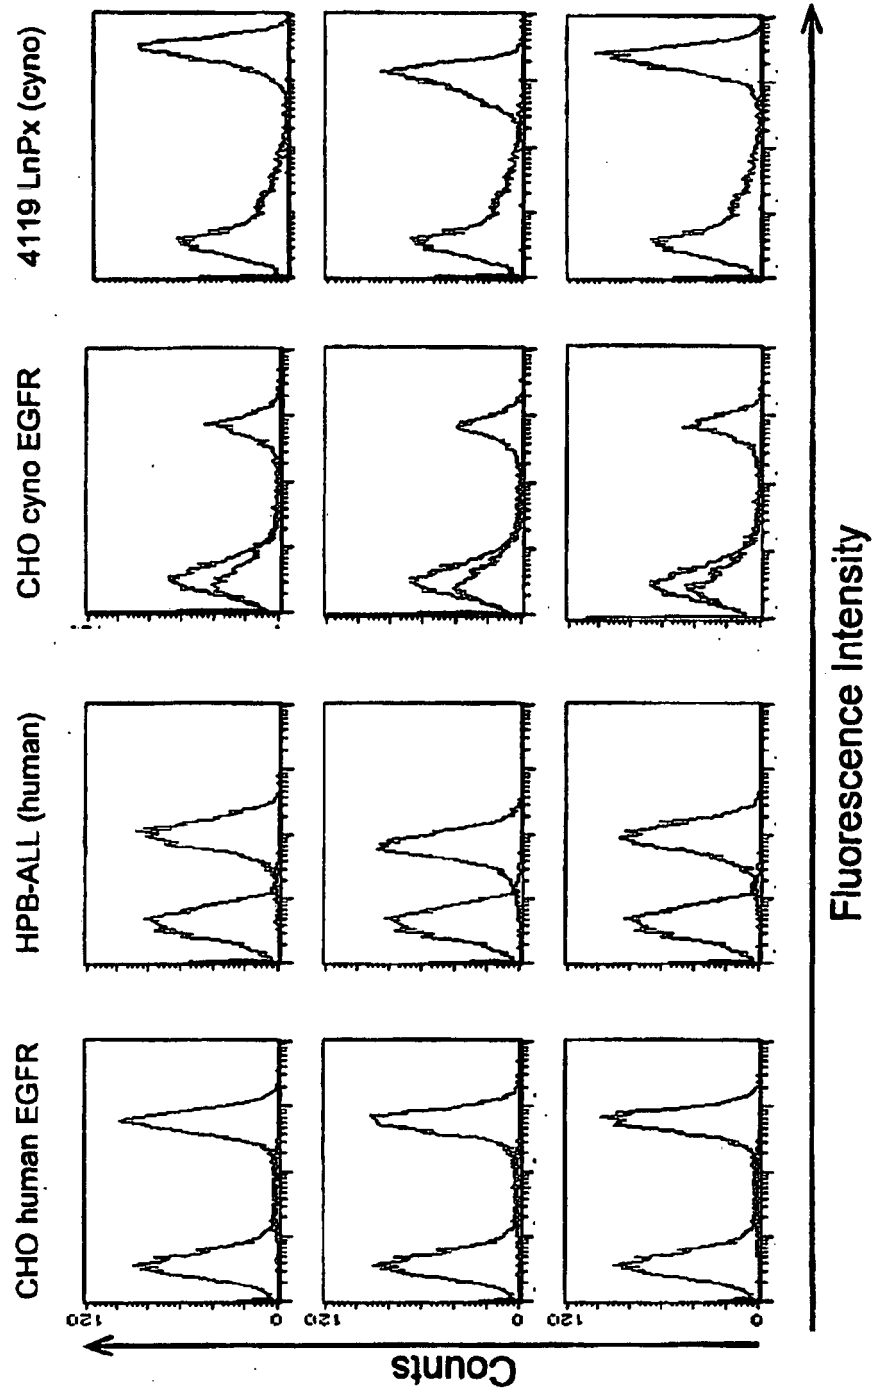 CHO human EGFR
HPB-ALL (human)
CHO cyno EGFR
4119 LnPx (cyno)
Counts
120
0
120
0
120
0
Fluorescence Intensity